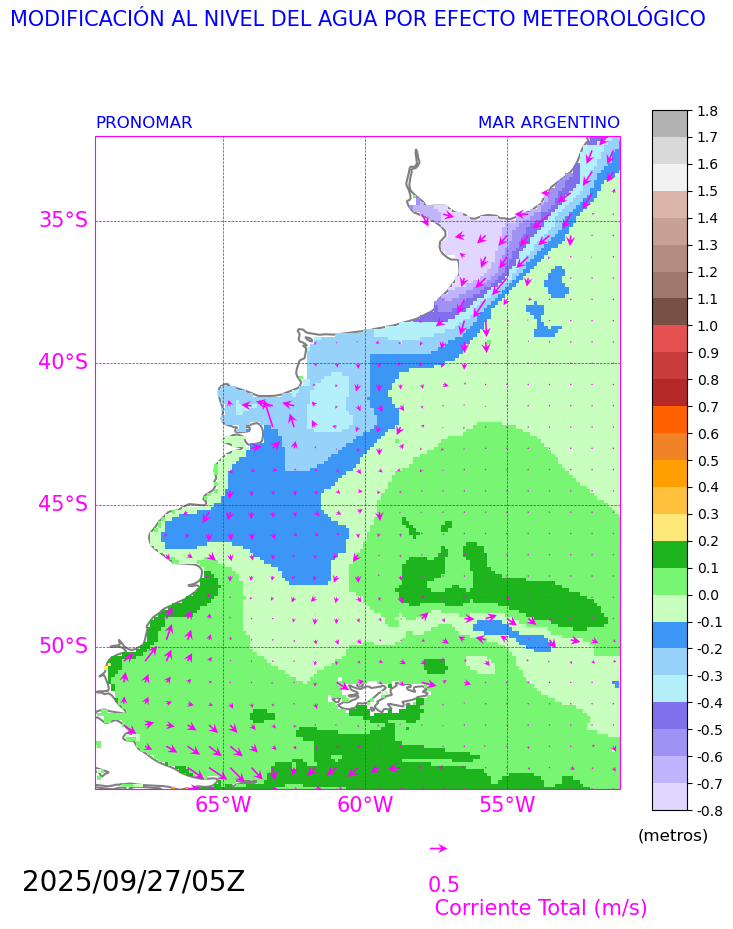 MODIFICACIÓN AL NIVEL DEL AGUA POR EFECTO METEOROLÓGICO
PRONOMAR
MAR ARGENTINO
35°S
40°S
45°S
50°S
65°W
60°W
55°W
1.8
1.7
1.6
1.5
1.4
1.3
1.2
1.1
1.0
0.9
0.8
0.7
0.6
0.5
0.4
0.3
0.2
0.1
0.0
-0.1
-0.2
-0.3
-0.4
-0.5
-0.6
-0.7
-0.8
(metros)
2025/09/27/05Z
0.5
Corriente Total (m/s)